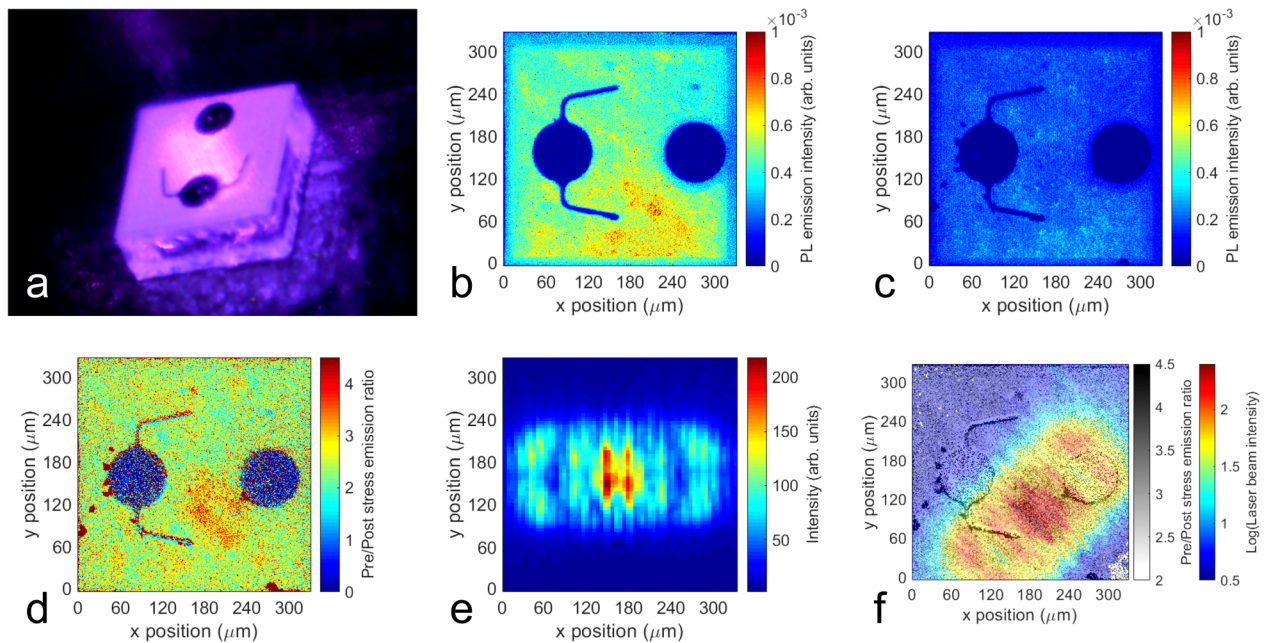 a
×10-3
330
300
240
180
120
60
0
0 60 120 180 240 300
y position (μm)
x position (μm)
1
0.8
0.6
0.4
0.2
0
PL emission intensity (arb. units)
b
×10-3
300
240
180
120
60
0
0 60 120 180 240 300
y position (μm)
x position (μm)
1
0.8
0.6
0.4
0.2
0
PL emission intensity (arb. units)
c
300
240
180
120
60
0
0 60 120 180 240 300
y position (μm)
x position (μm)
4
3
2
1
0
Pre/Post stress emission ratio
d
300
240
180
120
60
0
0 60 120 180 240 300
y position (μm)
x position (μm)
200
150
100
50
Intensity (arb. units)
e
300
240
180
120
60
0
0 60 120 180 240 300
y position (μm)
x position (μm)
4.5
4
3.5
3
2.5
2
Pre/Post stress emission ratio
2
1.5
1
0.5
Log(Laser beam intensity)
f